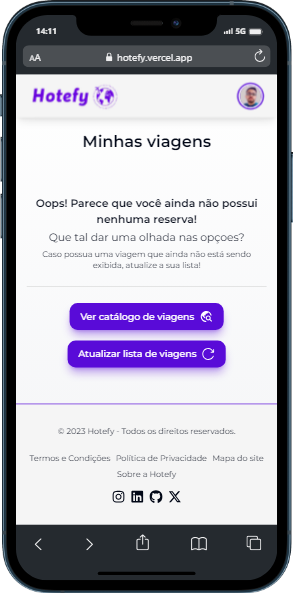 14:11
5G
AA
hotefy.vercel.app
Hotefy
Minhas viagens
Oops! Parece que você ainda não possui
nenhuma reserva!
Que tal dar uma olhada nas opçoes?
Caso possua uma viagem que ainda não está sendo
exibida, atualize a sua lista!
Ver catálogo de viagens
Atualizar lista de viagens
© 2023 Hotefy - Todos os direitos reservados.
Termos e Condições Política de Privacidade Mapa do site
Sobre a Hotefy